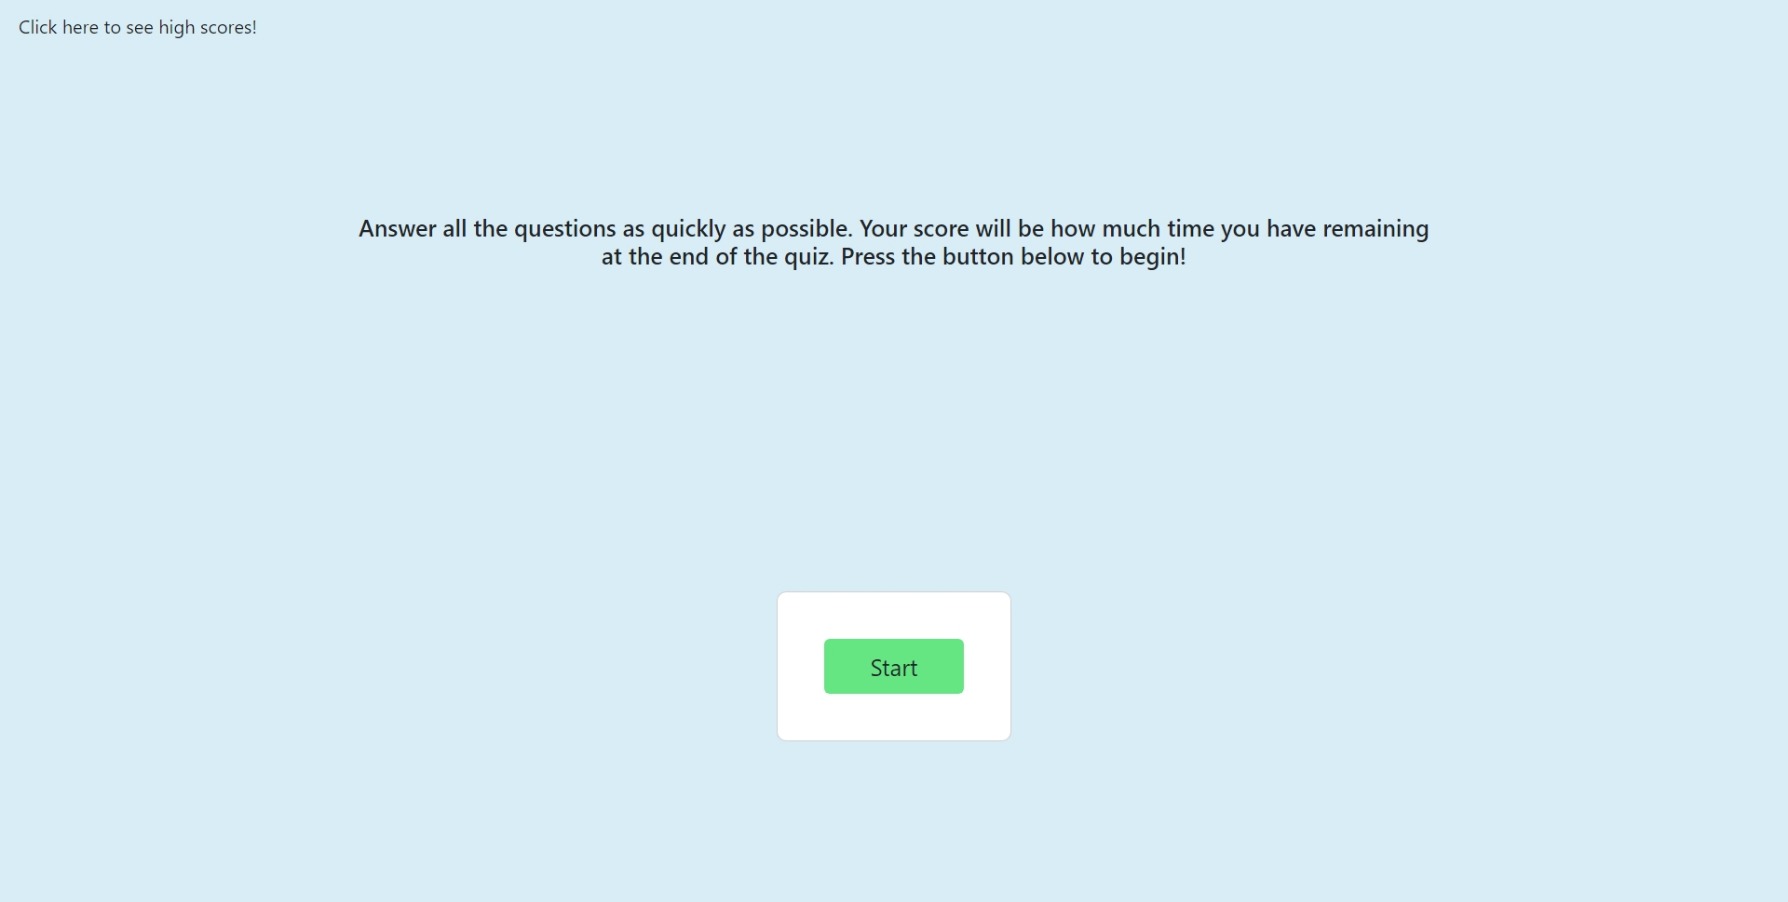 Click here to see high scores!
Answer all the questions as quickly as possible. Your score will be how much time you have remaining
at the end of the quiz. Press the button below to begin!
Start